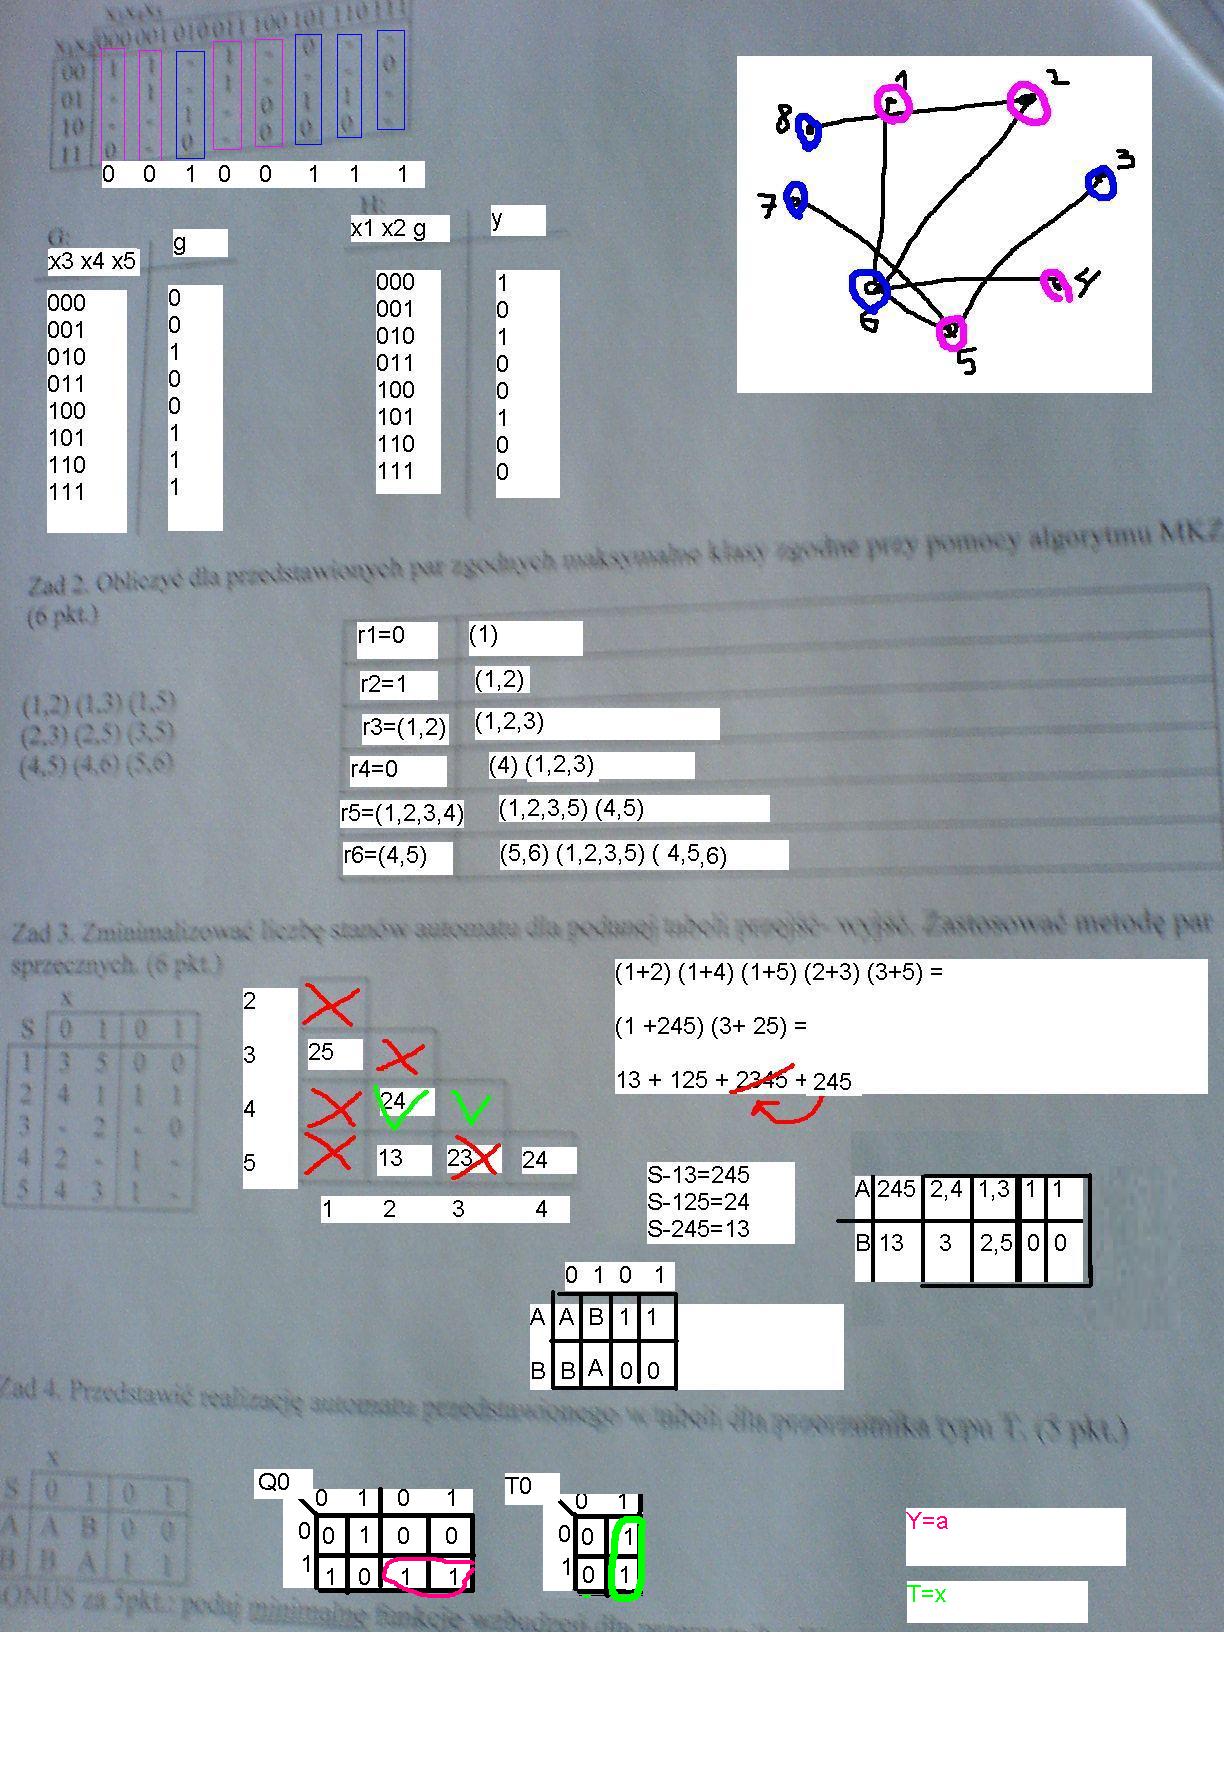 x3x4x5
x1x2 000 001 010 011 100 101 110 111
00 1 1 - 1 - 0 - -
01 - 1 - 1 - - - 0
10 - - 1 - 0 1 1 -
11 0 - 0 - 0 0 0 -
0 0 1 0 0 1 1 1
1 2
8
3
7
6 4
5
G: H:
x3 x4 x5 g x1 x2 g y
000 0 000 1
001 0 001 0
010 1 010 1
011 0 011 0
100 0 100 0
101 1 101 1
110 1 110 0
111 1 111 0
Zad 2. Obliczyć dla przedstawionych par zgodnych maksymalne klasy zgodne przy pomocy algorytmu MKZ
(6 pkt.)
r1=0 (1)
r2=1 (1,2)
(1,2) (1,3) (1,5) r3=(1,2) (1,2,3)
(2,3) (2,5) (3,5)
(4,5) (4,6) (5,6) r4=0 (4) (1,2,3)
r5=(1,2,3,4) (1,2,3,5) (4,5)
r6=(4,5) (5,6) (1,2,3,5) ( 4,5,6)
Zad 3. Zminimalizować liczbę stanów automatu dla podanej tabeli przejść- wyjść. Zastosować metodę par
sprzecznych. (6 pkt.)
x
S 0 1 0 1
1 3 5 0 0
2 4 1 1 1
3 - 2 - 0
4 2 - 1 -
5 4 3 1 -
2
3 25
4 24
5 13 23 24
1 2 3 4
(1+2) (1+4) (1+5) (2+3) (3+5) =
(1 +245) (3+ 25) =
13 + 125 + 2345 + 245
S-13=245
S-125=24
S-245=13
A 245 2,4 1,3 1 1
B 13 3 2,5 0 0
0 1 0 1
A A B 1 1
B B A 0 0
Zad 4. Przedstawić realizację automatu przedstawionego w tabeli dla przerzutnika typu T. (5 pkt.)
x
S 0 1 0 1
A A B 0 0
B B A 1 1
Q0
0 1 0 1
0 0 1 0 0
1 1 0 1 1
T0
0 1
0 0 1
1 0 1
Y=a
T=x
BONUS za 5pkt.: podaj minimalne funkcje wzbudzeń dla